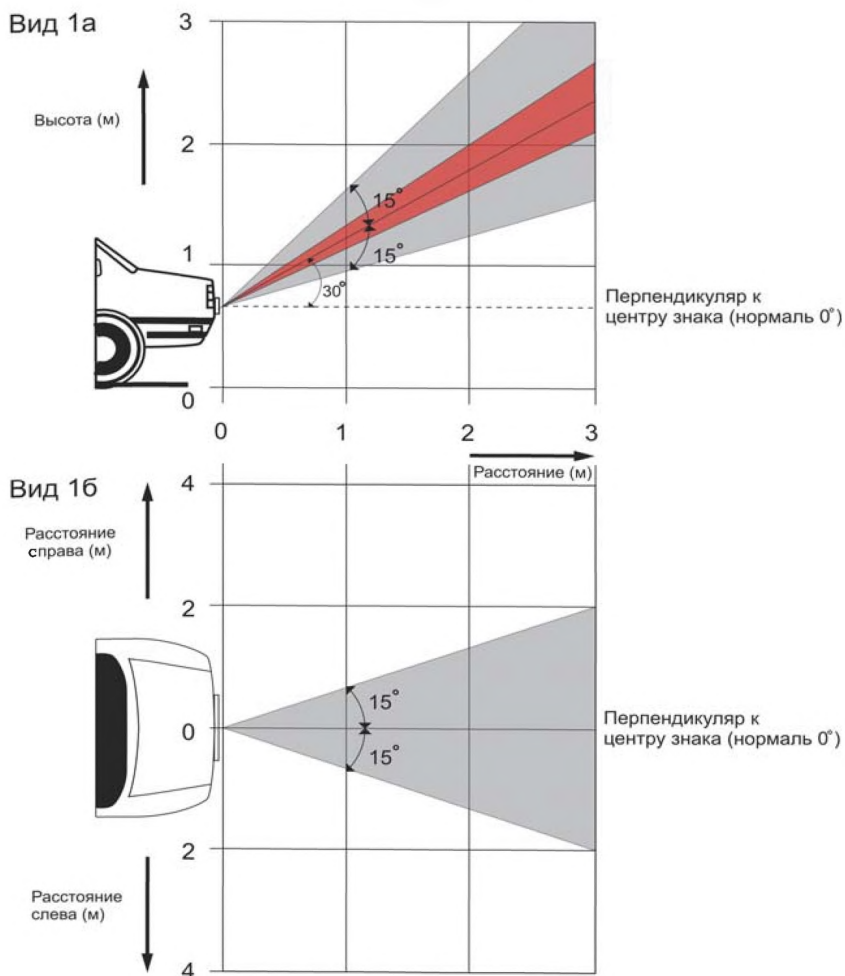 Вид 1а
3
Высота (м)
2
15°
15°
1
30°
Перпендикуляр к
центру знака (нормаль 0°)
0
0 1 2 3
Расстояние (м)
Вид 1б
4
Расстояние
справа (м)
2
15°
0
15°
Перпендикуляр к
центру знака (нормаль 0°)
2
Расстояние
слева (м)
4